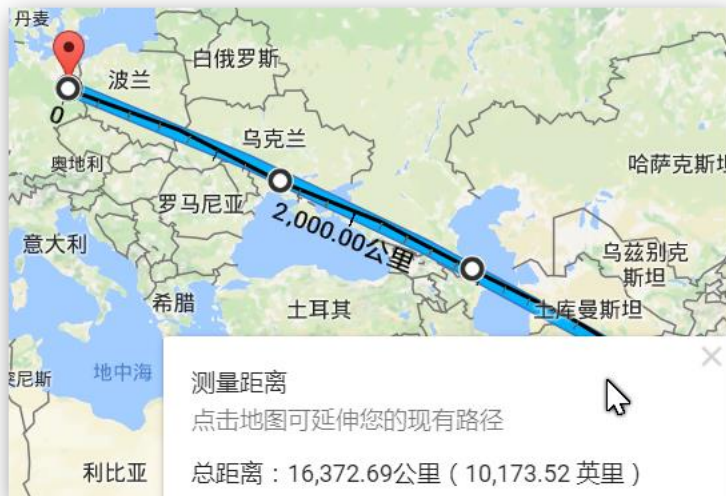 丹麦
白俄罗斯
波兰
0
乌克兰
奥地利
哈萨克斯坦
罗马尼亚
2,000.00公里
意大利
乌兹别克
斯坦
希腊
土耳其
土库曼斯坦
地中海
突尼斯
利比亚
测量距离
点击地图可延伸您的现有路径
总距离：16,372.69公里（10,173.52 英里）